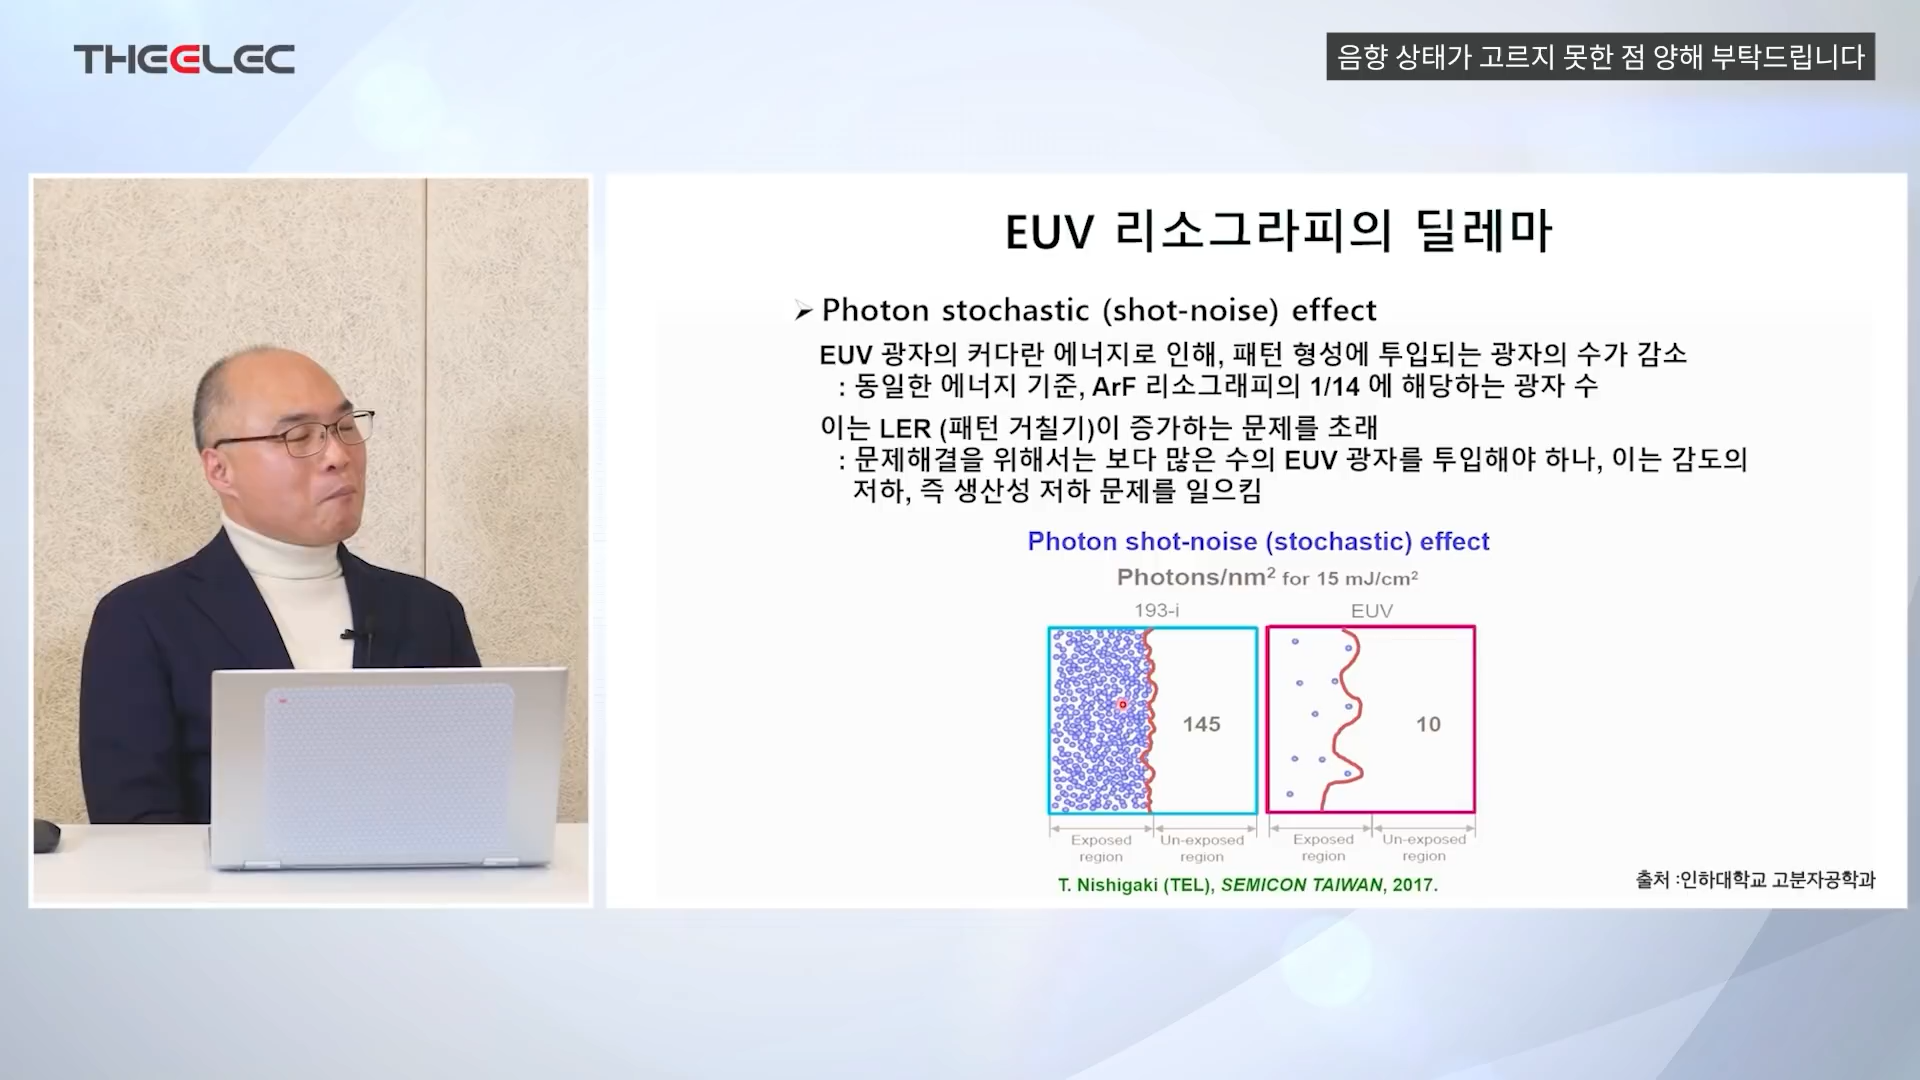 THEELEC
음향 상태가 고르지 못한 점 양해 부탁드립니다
EUV 리소그라피의 딜레마
➢ Photon stochastic (shot-noise) effect
EUV 광자의 커다란 에너지로 인해, 패턴 형성에 투입되는 광자의 수가 감소
: 동일한 에너지 기준, ArF 리소그래피의 1/14 에 해당하는 광자 수
이는 LER (패턴 거칠기)이 증가하는 문제를 초래
: 문제해결을 위해서는 보다 많은 수의 EUV 광자를 투입해야 하나, 이는 감도의
저하, 즉 생산성 저하 문제를 일으킴
Photon shot-noise (stochastic) effect
Photons/nm² for 15 mJ/cm²
193-i
EUV
145
10
Exposed region
Un-exposed region
Exposed region
Un-exposed region
T. Nishigaki (TEL), SEMICON TAIWAN, 2017.
출처 :인하대학교 고분자공학과